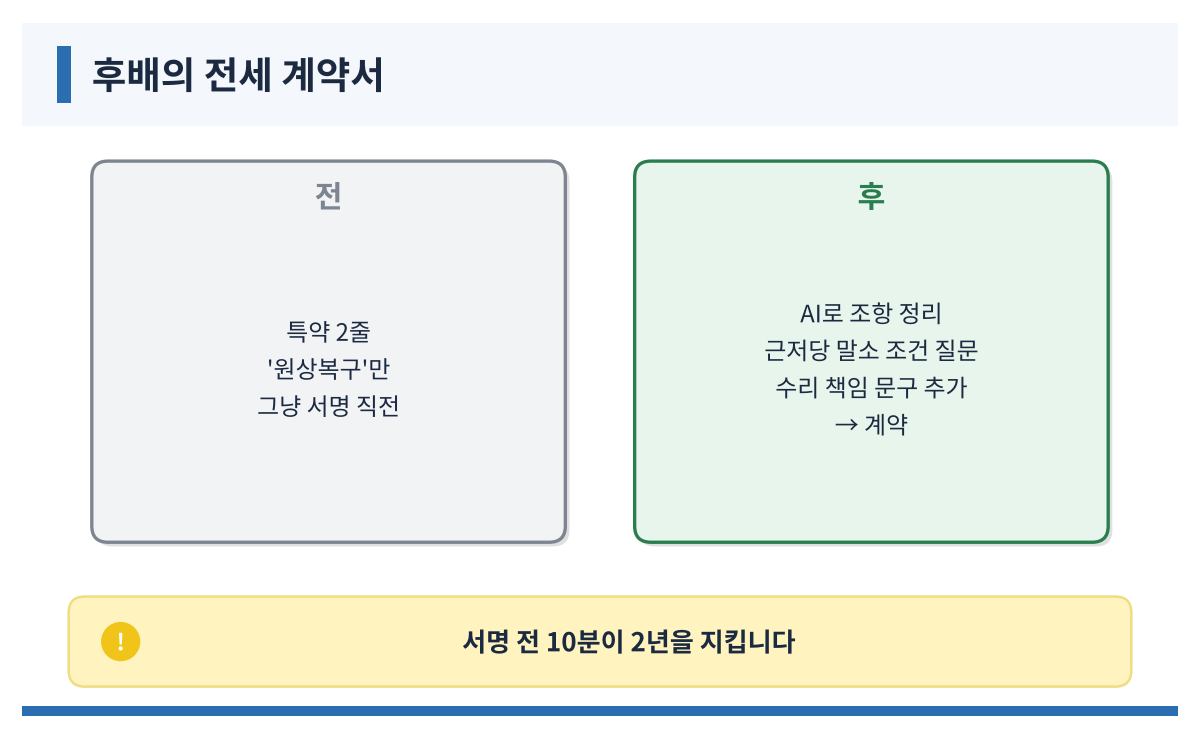 후배의 전세 계약서
전
특약 2줄
'원상복구'만
그냥 서명 직전
후
AI로 조항 정리
근저당 말소 조건 질문
수리 책임 문구 추가
→ 계약
!
서명 전 10분이 2년을 지킵니다